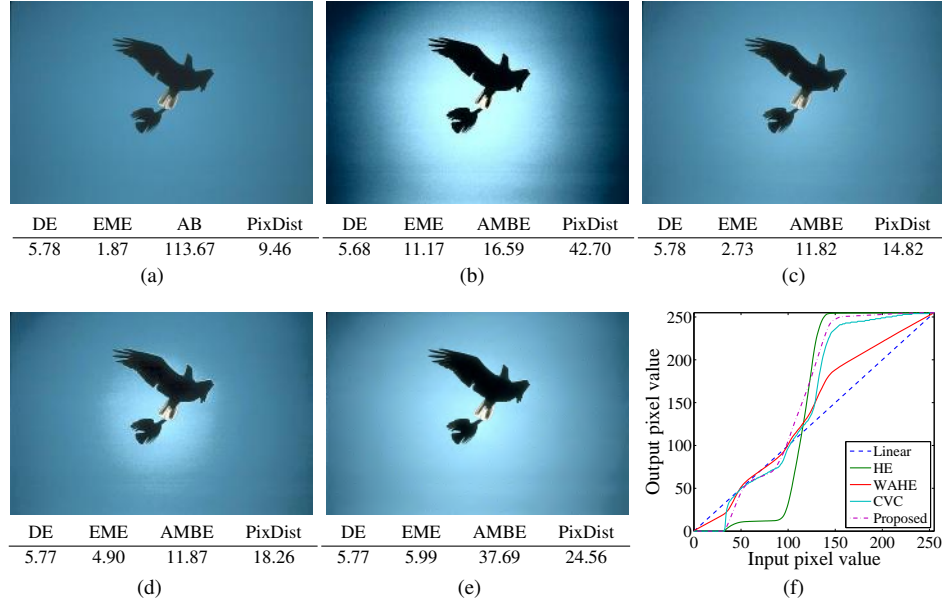 DE EME AB PixDist
5.78 1.87 113.67 9.46
(a)
DE EME AMBE PixDist
5.68 11.17 16.59 42.70
(b)
DE EME AMBE PixDist
5.78 2.73 11.82 14.82
(c)
DE EME AMBE PixDist
5.77 4.90 11.87 18.26
(d)
DE EME AMBE PixDist
5.77 5.99 37.69 24.56
(e)
Output pixel value
250
200
150
100
50
0
0 50 100 150 200 250
Input pixel value
Linear
HE
WAHE
CVC
Proposed
(f)